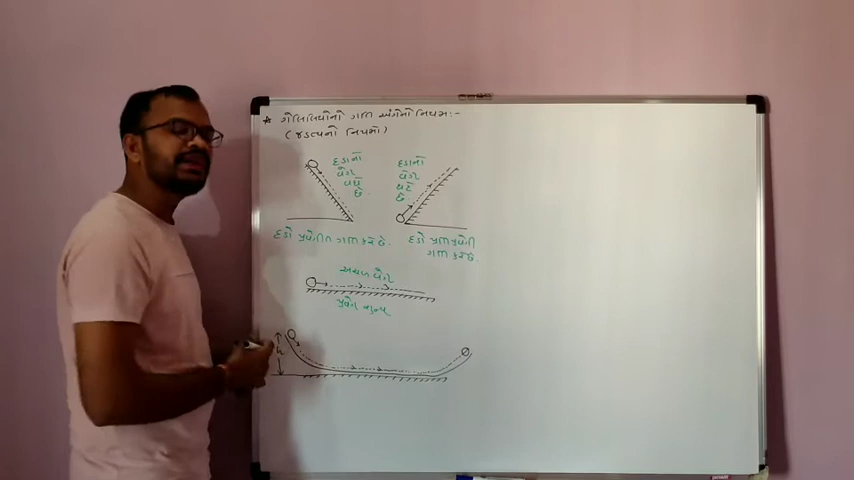 * ગેલિલિયોનો ગતિ અંગેનો નિયમ:-
(જડત્વનો નિયમ)
દડાનો
વેગ
વધે
છે.
દડાનો
વેગ
ઘટે
છે
દડો પ્રવેગીત ગતિ કરે છે.
દડો પ્રતિપ્રવેગી
ગતિ કરે છે.
અચળ વેગ
પ્રવેગ શૂન્ય
h